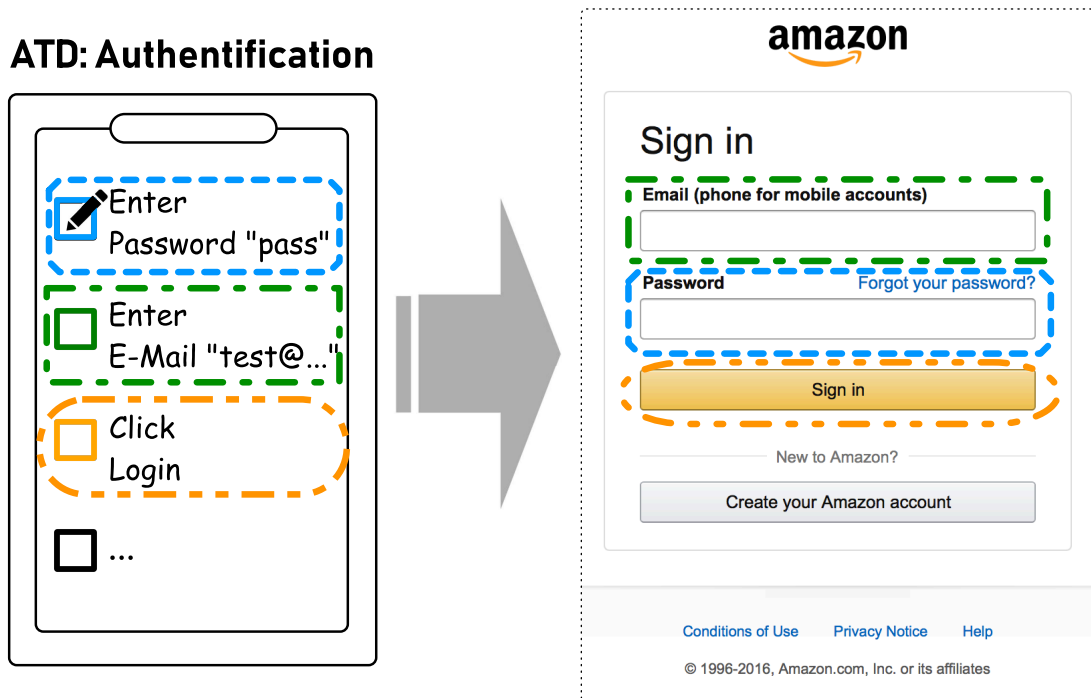 ATD: Authentification
Enter
Password "pass"
Enter
E-Mail "test@..."
Click
Login
...
amazon
Sign in
Email (phone for mobile accounts)
Password Forgot your password?
Sign in
New to Amazon?
Create your Amazon account
Conditions of Use Privacy Notice Help
© 1996-2016, Amazon.com, Inc. or its affiliates